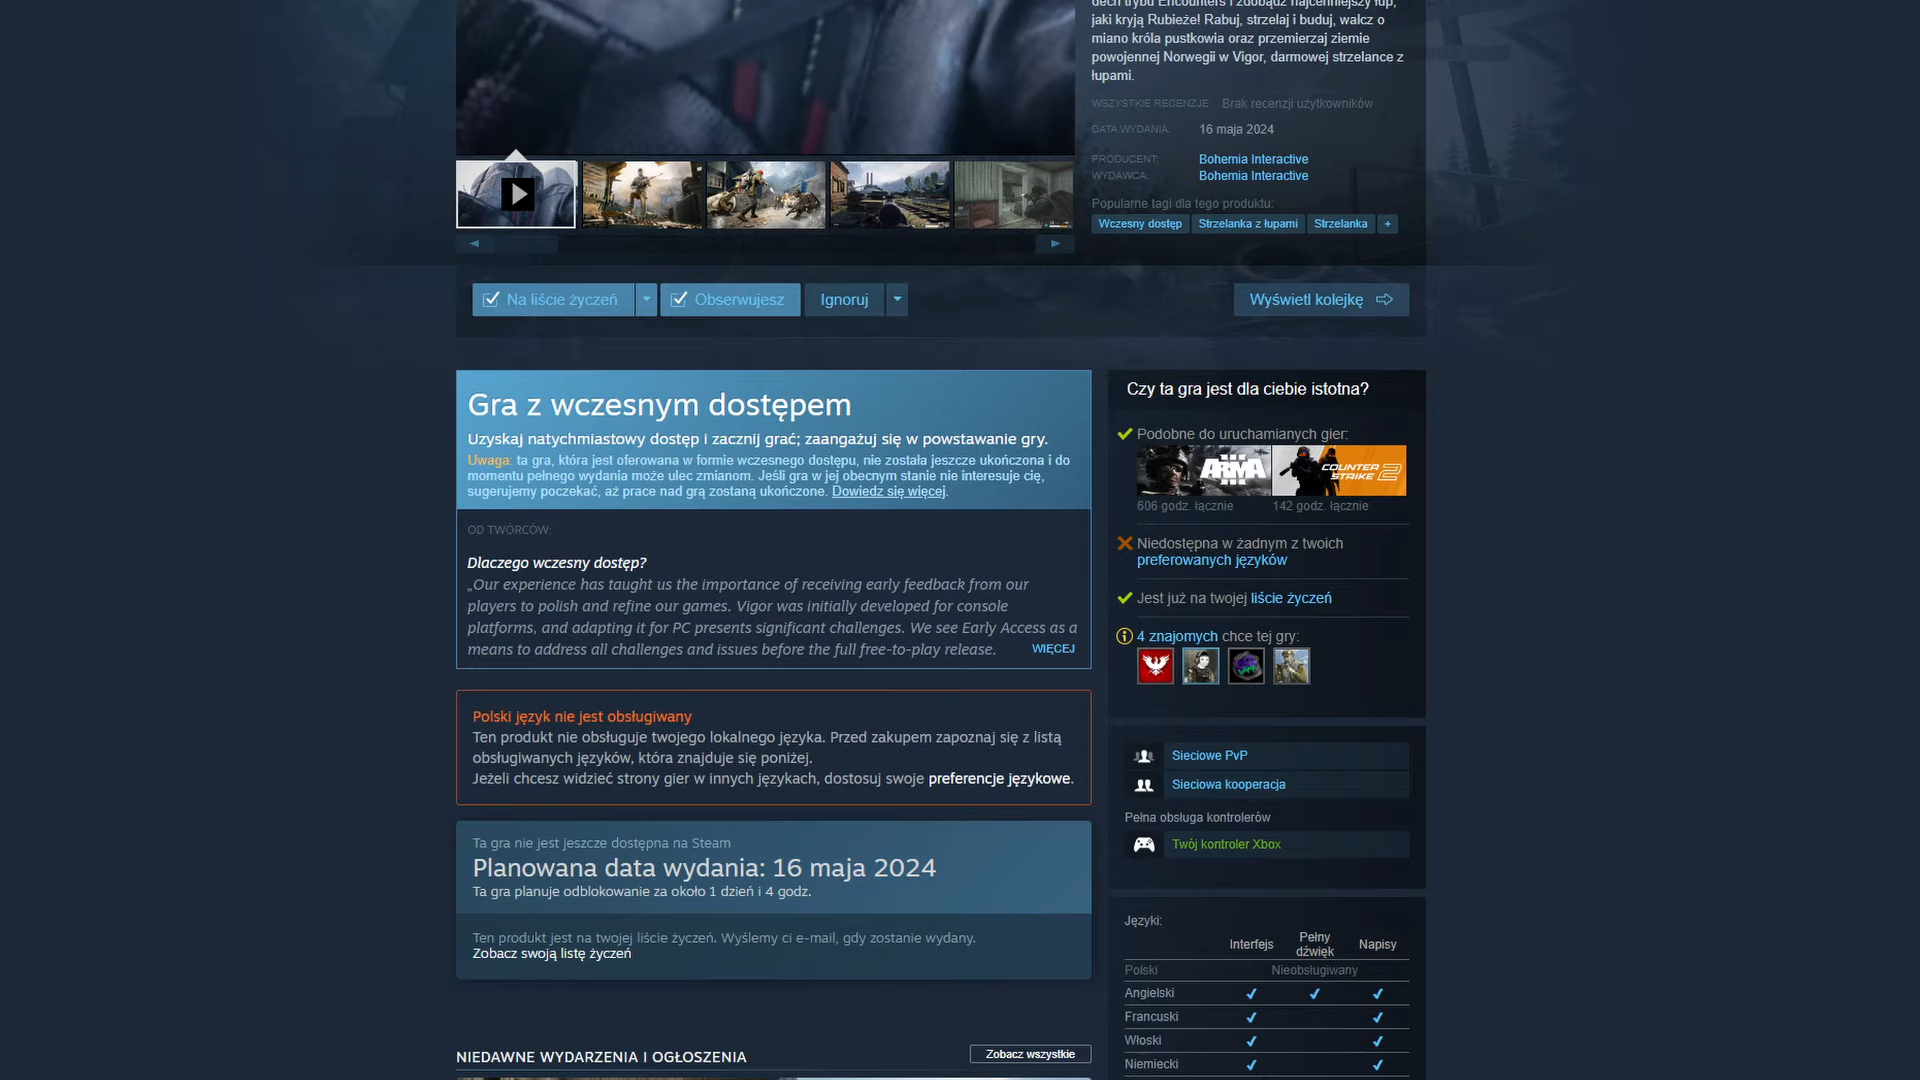 dech trybu Encounters i zdobądź najcenniejszy łup,
jaki kryją Rubieże! Rabuj, strzelaj i buduj, walcz o
miano króla pustkowia oraz przemierzaj ziemie
powojennej Norwegii w Vigor, darmowej strzelance z
łupami.
WSZYSTKIE RECENZJE: Brak recenzji użytkowników
DATA WYDANIA: 16 maja 2024
PRODUCENT: Bohemia Interactive
WYDAWCA: Bohemia Interactive
Popularne tagi dla tego produktu:
Wczesny dostęp Strzelanka z łupami Strzelanka +
Na liście życzeń Obserwujesz Ignoruj Wyświetl kolejkę
Gra z wczesnym dostępem
Uzyskaj natychmiastowy dostęp i zacznij grać; zaangażuj się w powstawanie gry.
Uwaga: ta gra, która jest oferowana w formie wczesnego dostępu, nie została jeszcze ukończona i do
momentu pełnego wydania może ulec zmianom. Jeśli gra w jej obecnym stanie nie interesuje cię,
sugerujemy poczekać, aż prace nad grą zostaną ukończone. Dowiedz się więcej.
OD TWÓRCÓW:
Dlaczego wczesny dostęp?
„Our experience has taught us the importance of receiving early feedback from our
players to polish and refine our games. Vigor was initially developed for console
platforms, and adapting it for PC presents significant challenges. We see Early Access as a
means to address all challenges and issues before the full free-to-play release. WIĘCEJ
Polski język nie jest obsługiwany
Ten produkt nie obsługuje twojego lokalnego języka. Przed zakupem zapoznaj się z listą
obsługiwanych języków, która znajduje się poniżej.
Jeżeli chcesz widzieć strony gier w innych językach, dostosuj swoje preferencje językowe.
Ta gra nie jest jeszcze dostępna na Steam
Planowana data wydania: 16 maja 2024
Ta gra planuje odblokowanie za około 1 dzień i 4 godz.
Ten produkt jest na twojej liście życzeń. Wyślemy ci e-mail, gdy zostanie wydany.
Zobacz swoją listę życzeń
NIEDAWNE WYDARZENIA I OGŁOSZENIA Zobacz wszystkie
Czy ta gra jest dla ciebie istotna?
Podobne do uruchamianych gier:
ARMA III
COUNTER STRIKE 2
606 godz. łącznie 142 godz. łącznie
Niedostępna w żadnym z twoich
preferowanych języków
Jest już na twojej liście życzeń
4 znajomych chce tej gry:
Sieciowe PvP
Sieciowa kooperacja
Pełna obsługa kontrolerów
Twój kontroler Xbox
Języki:
Interfejs Pełny dźwięk Napisy
Polski Nieobsługiwany
Angielski ✔ ✔ ✔
Francuski ✔ ✔
Włoski ✔ ✔
Niemiecki ✔ ✔